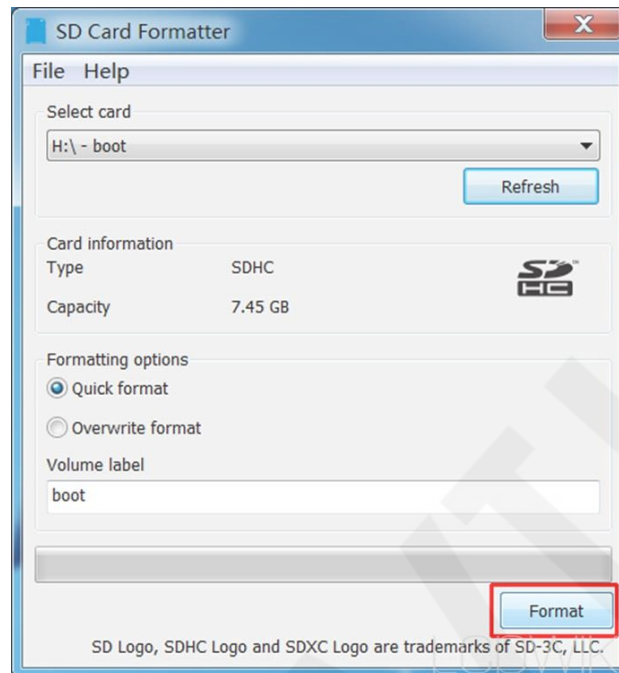 SD Card Formatter
File Help
Select card
H:\ - boot
Refresh
Card information
Type SDHC
Capacity 7.45 GB
SD HC
Formatting options
Quick format
Overwrite format
Volume label
boot
Format
SD Logo, SDHC Logo and SDXC Logo are trademarks of SD-3C, LLC.